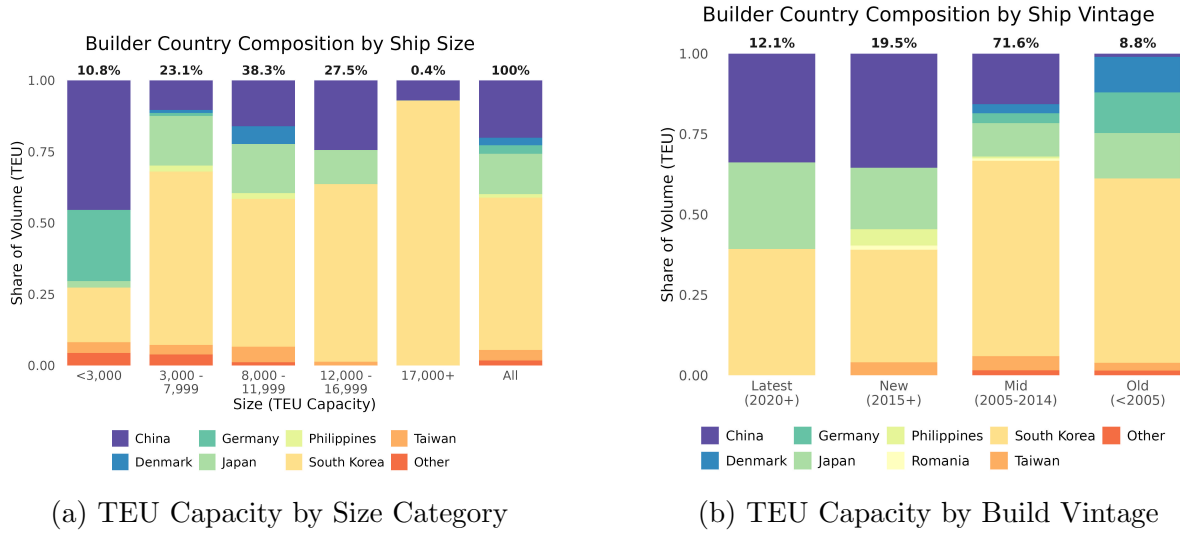 Builder Country Composition by Ship Size
10.8% 23.1% 38.3% 27.5% 0.4% 100%
Share of Volume (TEU)
1.00
0.75
0.50
0.25
0.00
<3,000 3,000 - 8,000 - 12,000 - 17,000+ All
7,999 11,999 16,999
Size (TEU Capacity)
China Germany Philippines Taiwan
Denmark Japan South Korea Other
(a) TEU Capacity by Size Category
Builder Country Composition by Ship Vintage
12.1% 19.5% 71.6% 8.8%
Share of Volume (TEU)
1.00
0.75
0.50
0.25
0.00
Latest New Mid Old
(2020+) (2015+) (2005-2014) (<2005)
China Germany Philippines South Korea Other
Denmark Japan Romania Taiwan
(b) TEU Capacity by Build Vintage